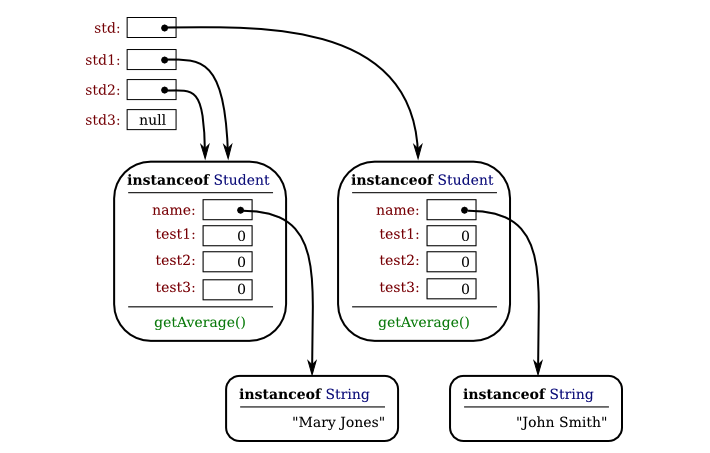 std:
std1:
std2:
std3: null
instanceof Student
name:
test1: 0
test2: 0
test3: 0
getAverage()
instanceof Student
name:
test1: 0
test2: 0
test3: 0
getAverage()
instanceof String
"Mary Jones"
instanceof String
"John Smith"